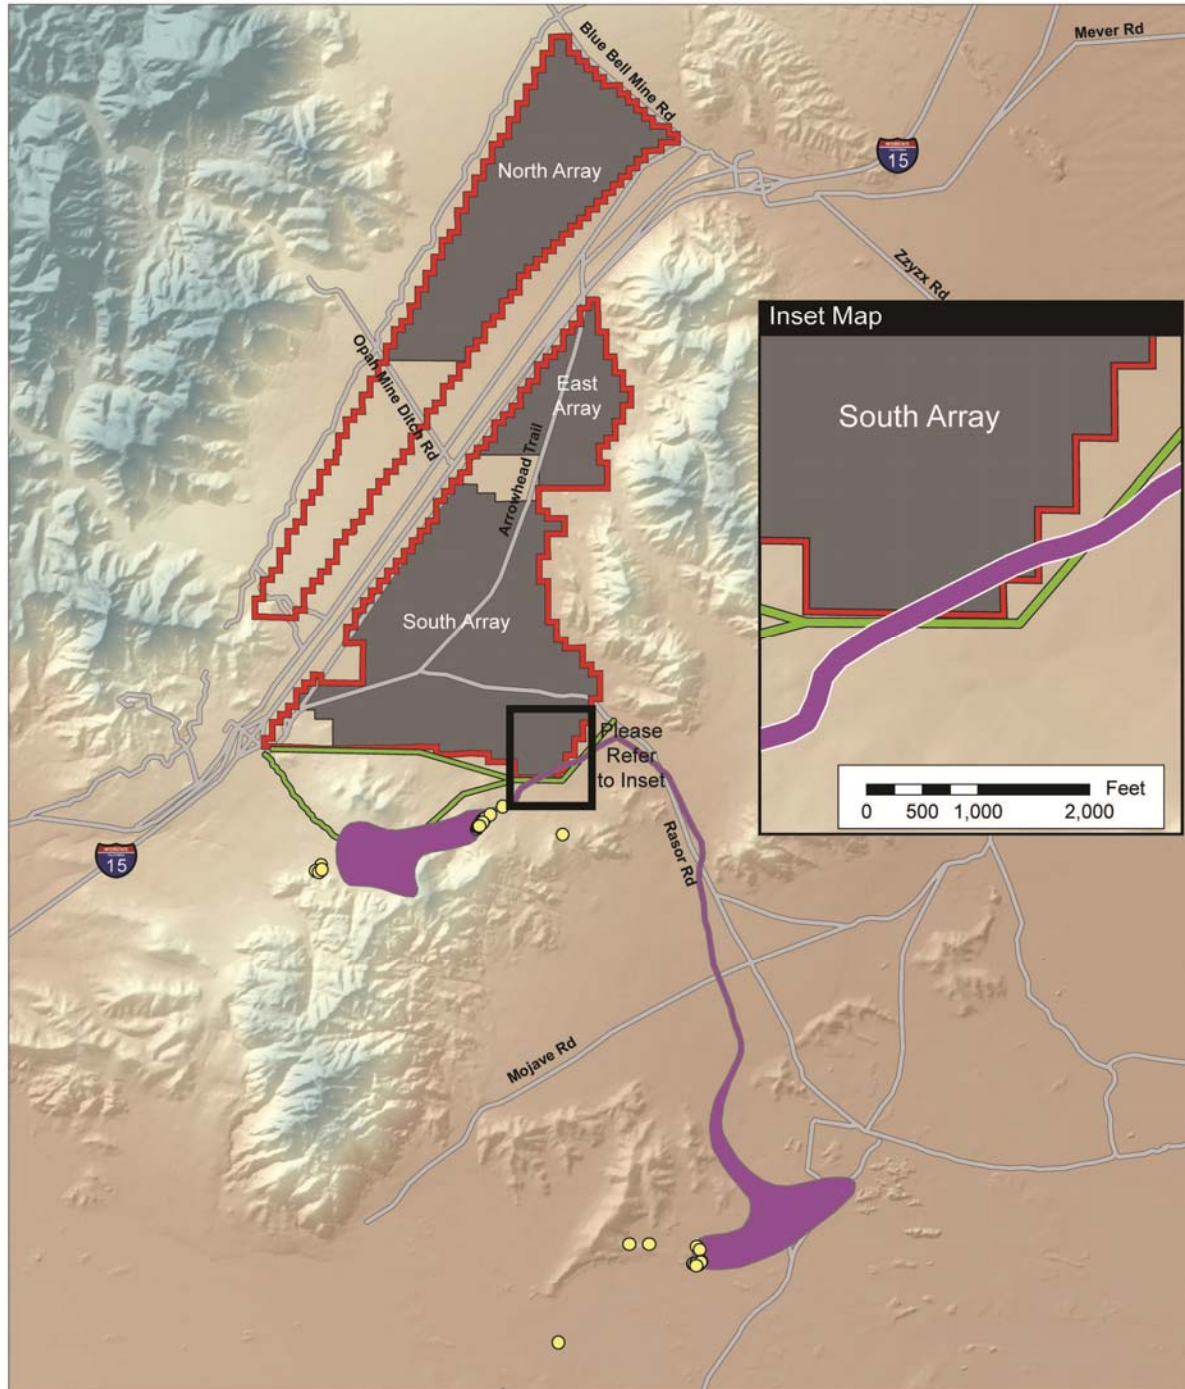 Blue Bell Mine Rd
Mever Rd
15
North Array
Zzyzx Rd
Inset Map
South Array
Opah Mine Ditch Rd
East
Array
Arrowhead Trail
South Array
Please
Refer
to Inset
Feet
0 500 1,000 2,000
15
Rasor Rd
Mojave Rd